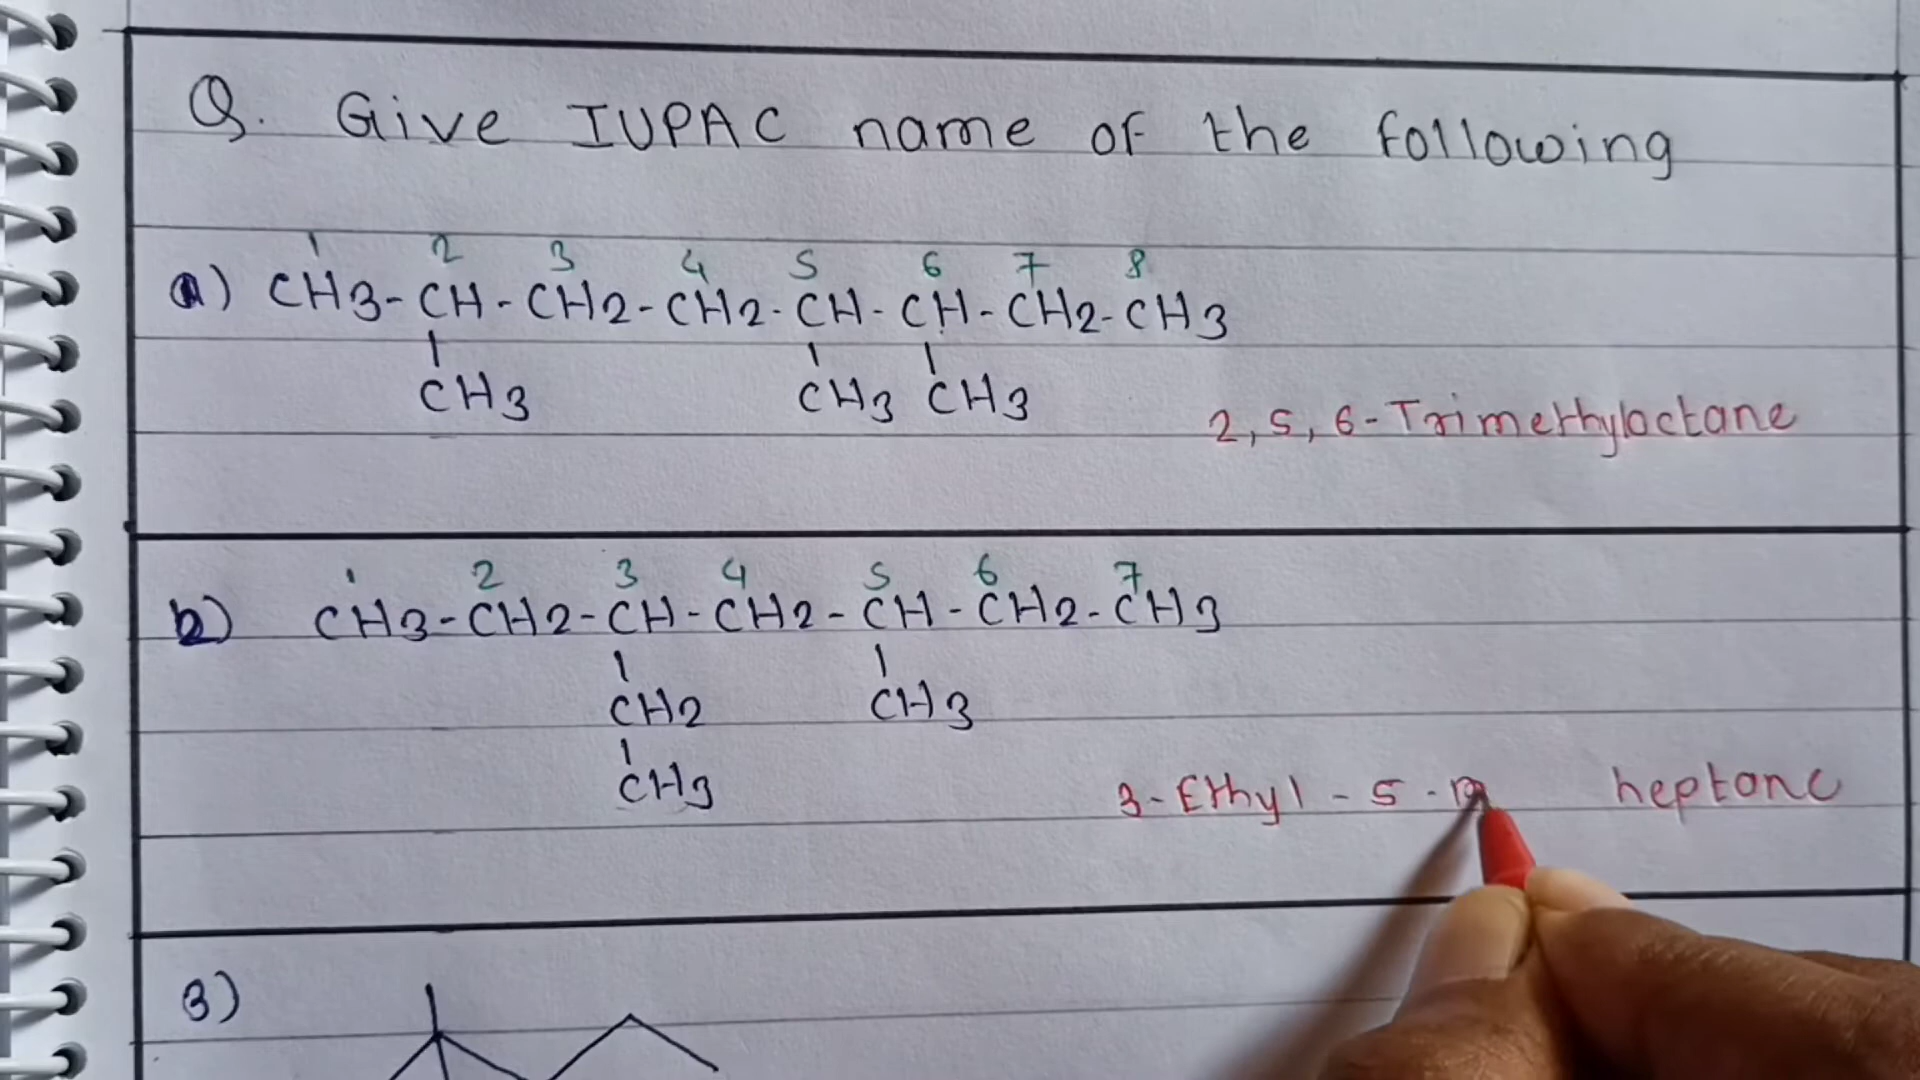 Q. Give IUPAC name of the following
1 2 3 4 5 6 7 8
a) CH3-CH-CH2-CH2-CH-CH-CH2-CH3
CH3 CH3 CH3
2,5,6-Trimethyloctane
1 2 3 4 5 6 7
b) CH3-CH2-CH-CH2-CH-CH2-CH3
CH2 CH3
CH3
3-Ethyl-5-m heptane
3)